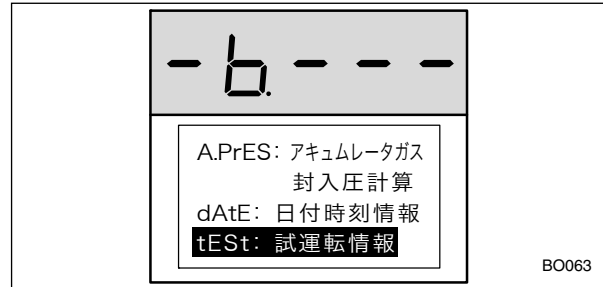 - b. - - -
A.PrES: アキュムレータガス
封入圧計算
dAtE: 日付時刻情報
tESt: 試運転情報
BO063